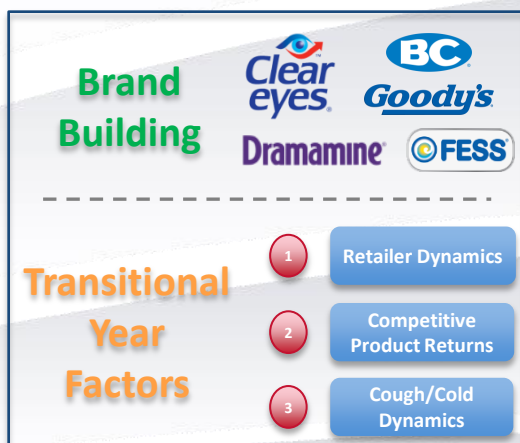 Brand
Building
Clear
eyes
BC
Goody's
Dramamine
FESS
Transitional
Year
Factors
1
Retailer Dynamics
2
Competitive
Product Returns
3
Cough/Cold
Dynamics